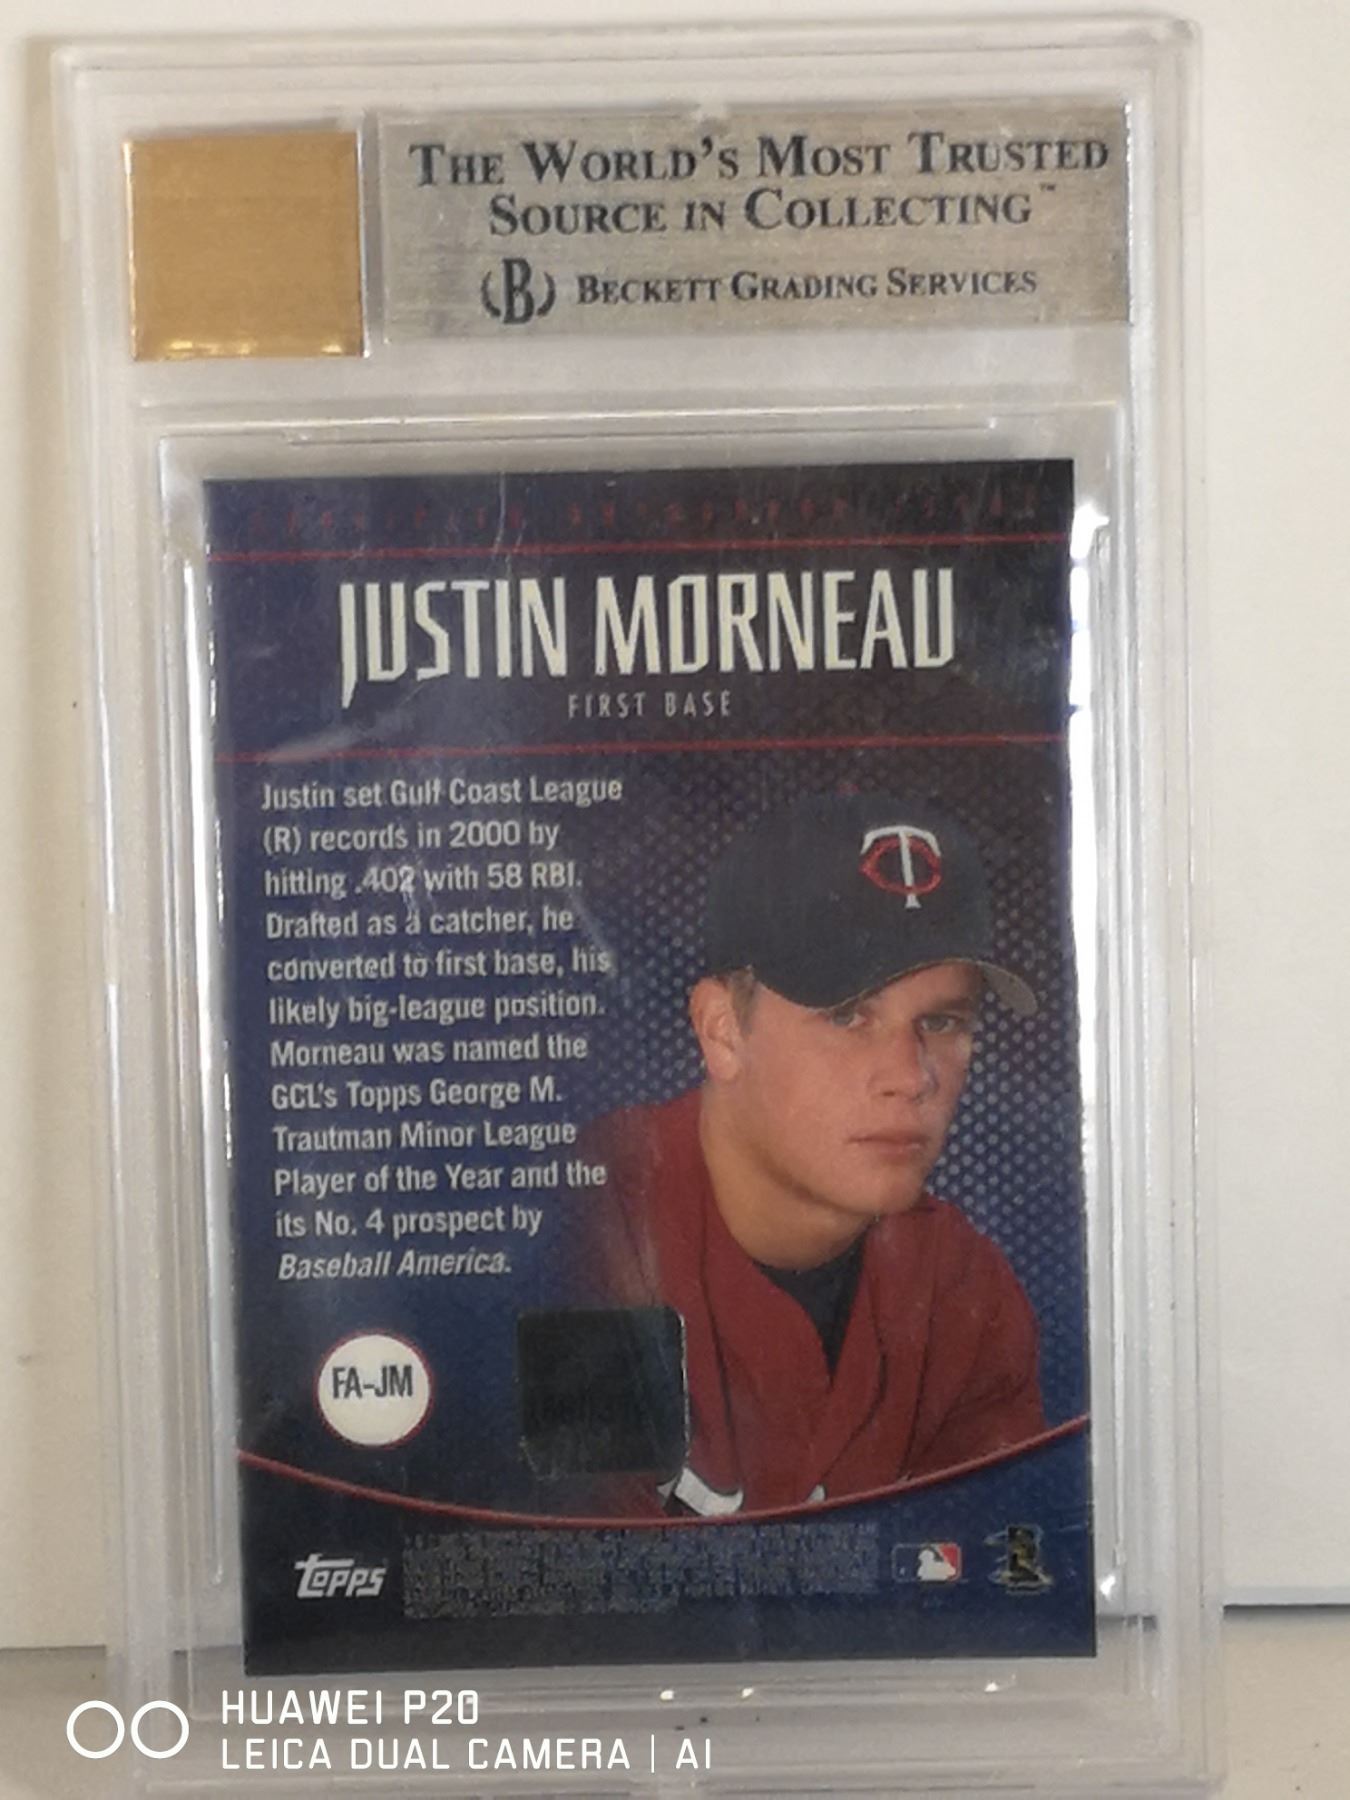 THE WORLD'S MOST TRUSTED
SOURCE IN COLLECTING™
(B) BECKETT GRADING SERVICES
CERTIFIED AUTOGRAPH ISSUE
JUSTIN MORNEAU
FIRST BASE
Justin set Gulf Coast League
(R) records in 2000 by
hitting .402 with 58 RBI.
Drafted as a catcher, he
converted to first base, his
likely big-league position.
Morneau was named the
GCL's Topps George M.
Trautman Minor League
Player of the Year and the
its No. 4 prospect by
Baseball America.
FA-JM
TOPPS
HUAWEI P20
LEICA DUAL CAMERA | AI